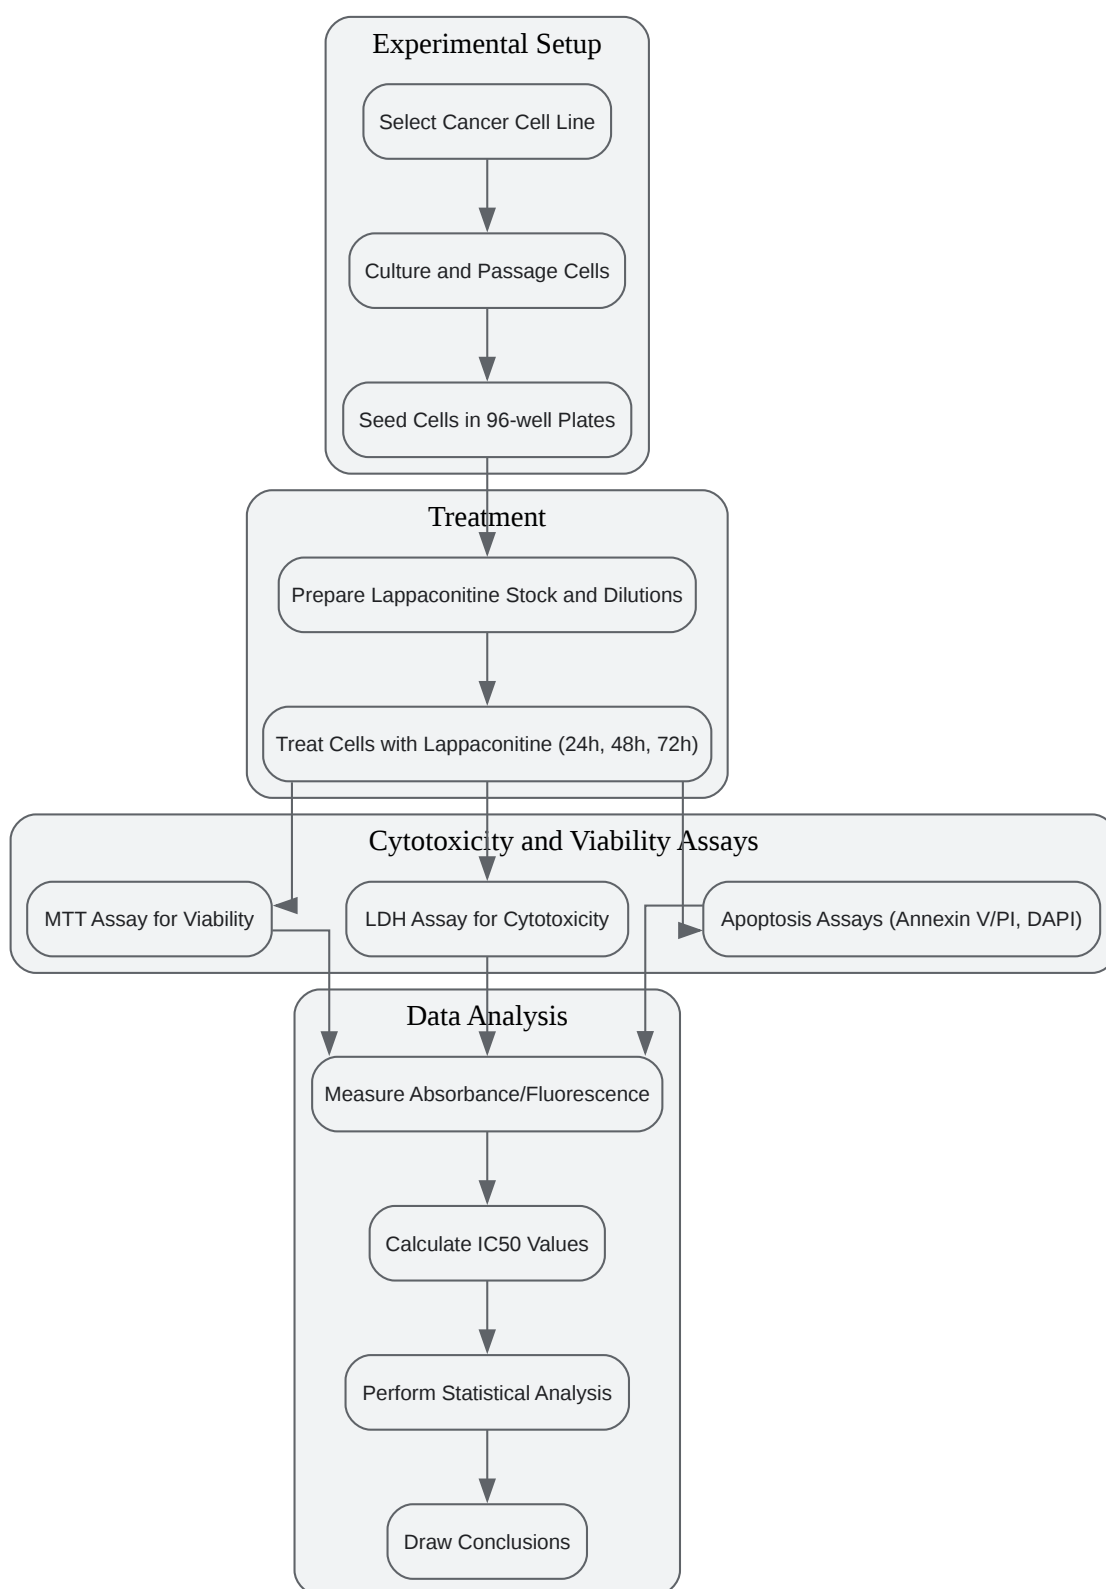 Experimental Setup
Select Cancer Cell Line
Culture and Passage Cells
Seed Cells in 96-well Plates
Treatment
Prepare Lappaconitine Stock and Dilutions
Treat Cells with Lappaconitine (24h, 48h, 72h)
Cytotoxicity and Viability Assays
MTT Assay for Viability
LDH Assay for Cytotoxicity
Apoptosis Assays (Annexin V/PI, DAPI)
Data Analysis
Measure Absorbance/Fluorescence
Calculate IC50 Values
Perform Statistical Analysis
Draw Conclusions